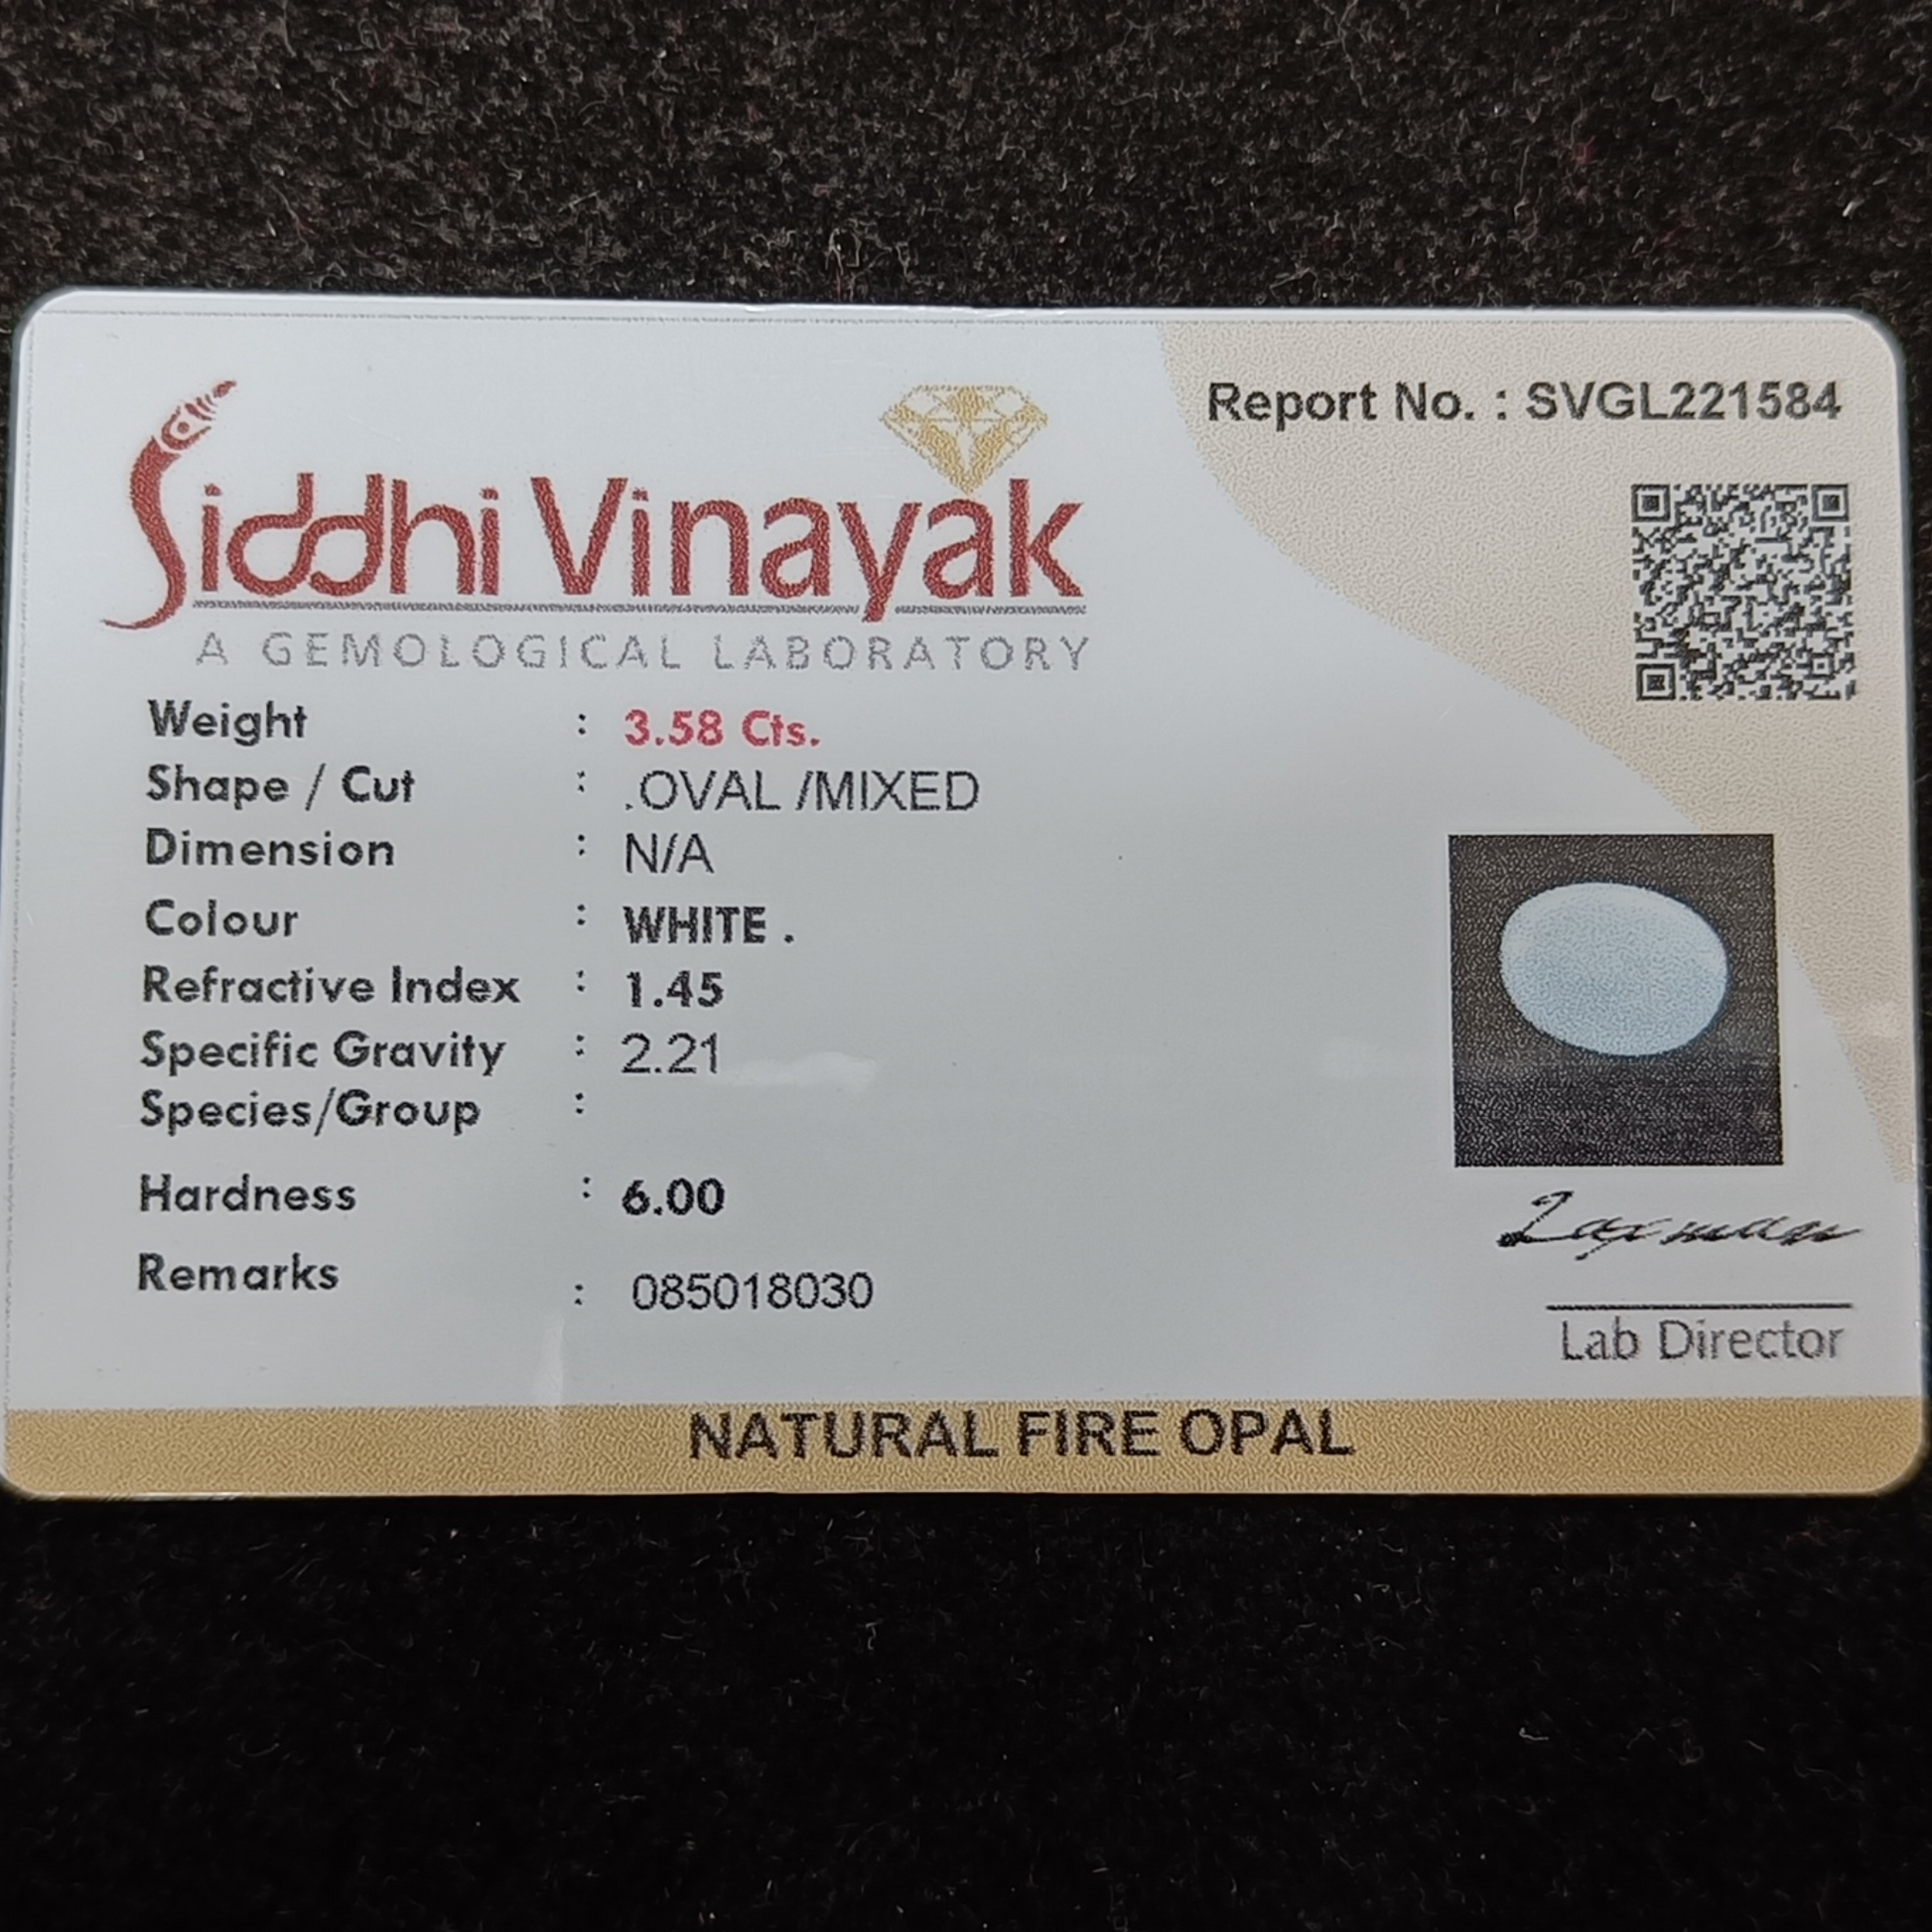 Siddhi Vinayak
A GEMOLOGICAL LABORATORY
Report No. : SVGL221584
Weight : 3.58 Cts.
Shape / Cut : .OVAL /MIXED
Dimension : N/A
Colour : WHITE .
Refractive Index : 1.45
Specific Gravity : 2.21
Species/Group :
Hardness : 6.00
Remarks : 085018030
Laxman
Lab Director
NATURAL FIRE OPAL